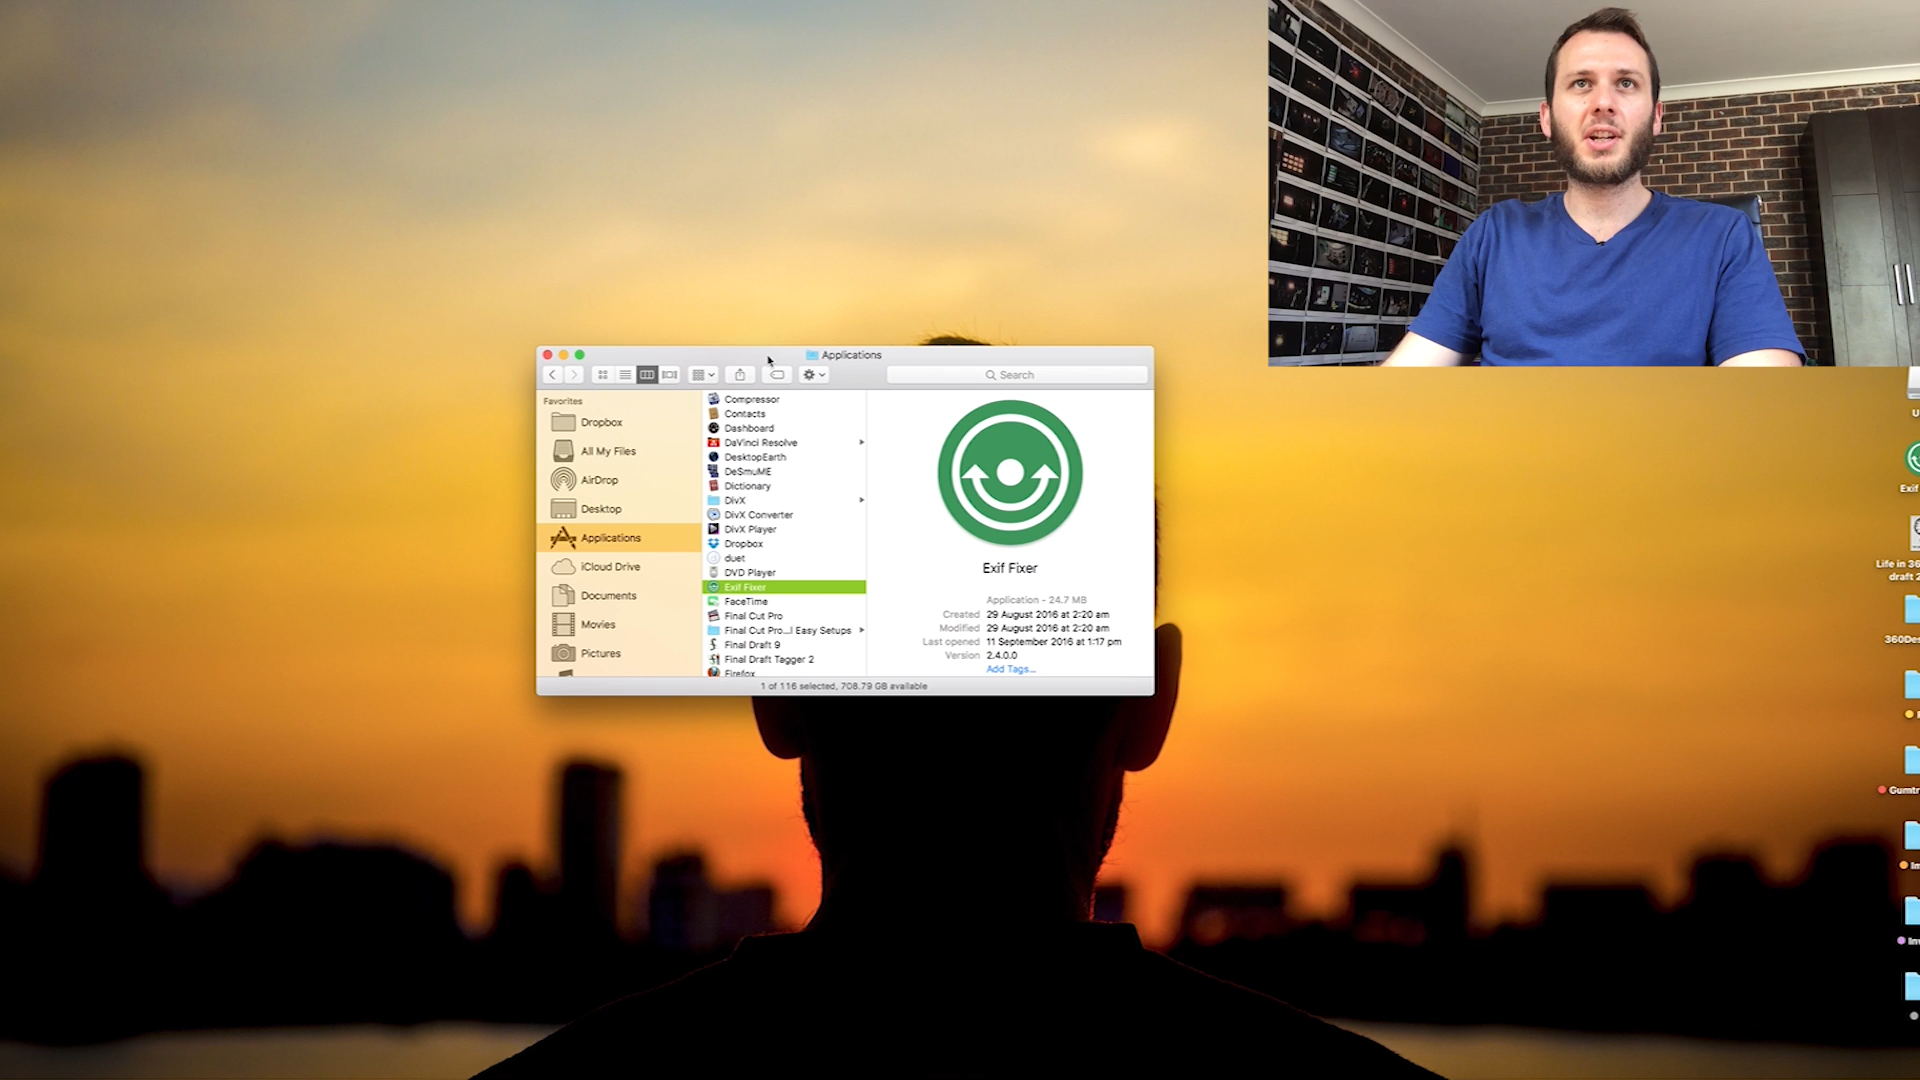 Applications
Search
Favorites
Dropbox
All My Files
AirDrop
Desktop
Applications
iCloud Drive
Documents
Movies
Pictures
Compressor
Contacts
Dashboard
DaVinci Resolve
DesktopEarth
DeSmuME
Dictionary
DivX
DivX Converter
DivX Player
Dropbox
duet
DVD Player
Exif Fixer
FaceTime
Final Cut Pro
Final Cut Pro...l Easy Setups
Final Draft 9
Final Draft Tagger 2
Firefox
Exif Fixer
Application - 24.7 MB
Created 29 August 2016 at 2:20 am
Modified 29 August 2016 at 2:20 am
Last opened 11 September 2016 at 1:17 pm
Version 2.4.0.0
Add Tags...
1 of 116 selected, 708.79 GB available
U
Exif
Life in 36
draft 2
360Des
Gumtr
Im
Inv